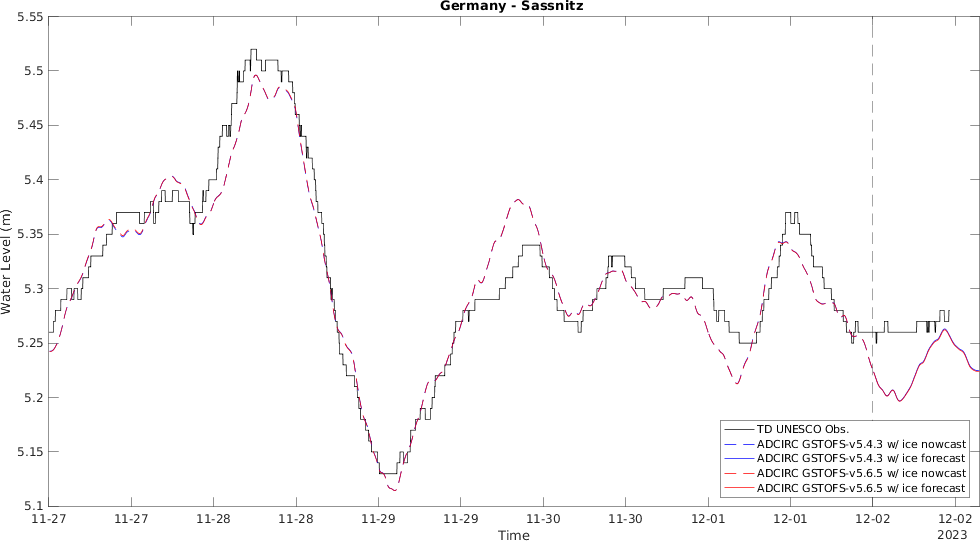 Germany - Sassnitz
5.55
5.5
5.45
5.4
5.35
5.3
5.25
5.2
5.15
5.1
Water Level (m)
TD UNESCO Obs.
ADCIRC GSTOFS-v5.4.3 w/ ice nowcast
ADCIRC GSTOFS-v5.4.3 w/ ice forecast
ADCIRC GSTOFS-v5.6.5 w/ ice nowcast
ADCIRC GSTOFS-v5.6.5 w/ ice forecast
11-27 11-27 11-28 11-28 11-29 11-29 11-30 11-30 12-01 12-01 12-02 12-02
Time 2023